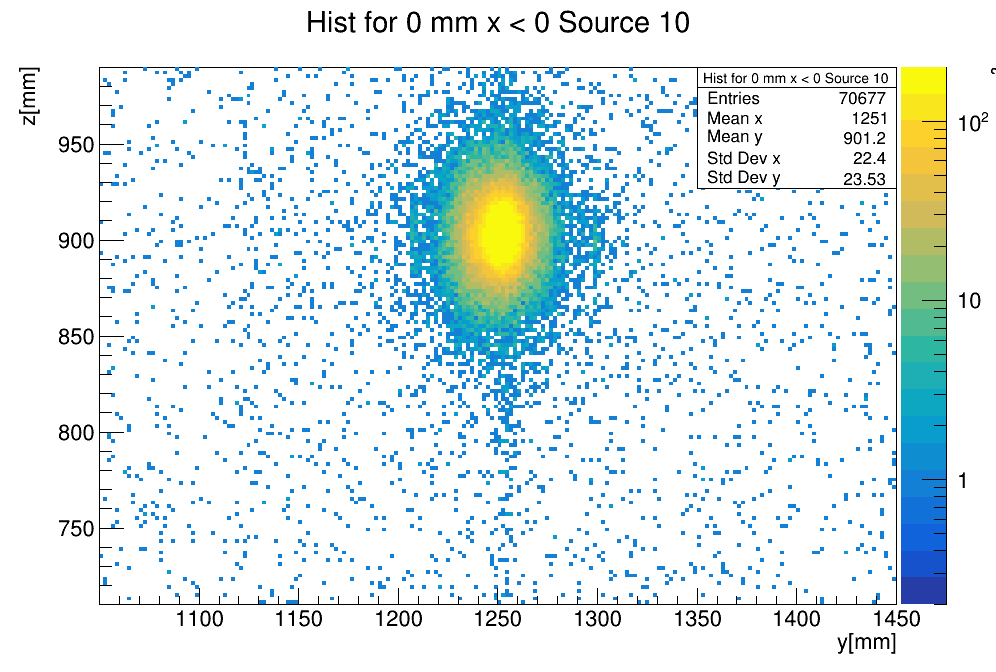 Hist for 0 mm x < 0 Source 10
z[mm]
Hist for 0 mm x < 0 Source 10
Entries 70677
Mean x 1251
Mean y 901.2
Std Dev x 22.4
Std Dev y 23.53
950
900
850
800
750
10²
10
1
1100 1150 1200 1250 1300 1350 1400 1450
y[mm]